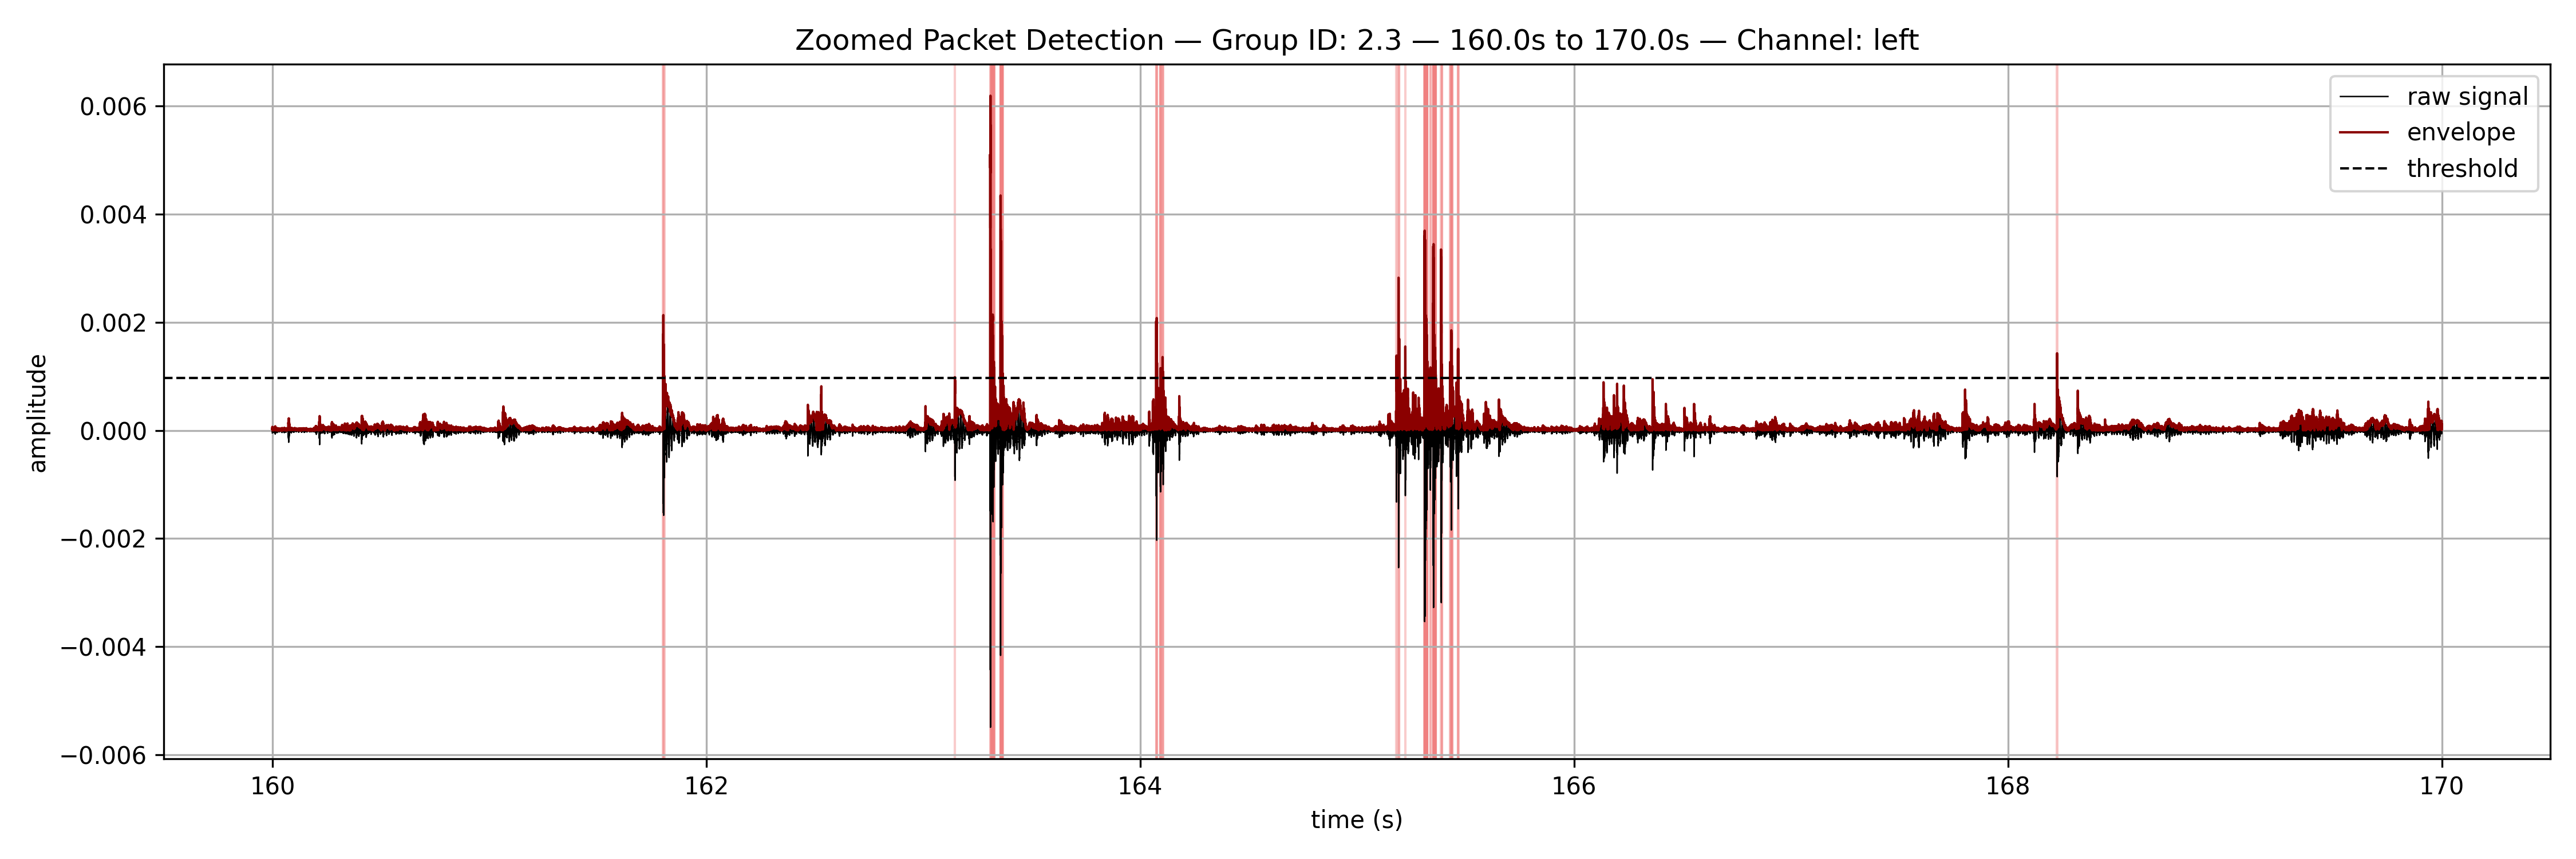 Zoomed Packet Detection — Group ID: 2.3 — 160.0s to 170.0s — Channel: left
raw signal
envelope
threshold
amplitude
0.006
0.004
0.002
0.000
−0.002
−0.004
−0.006
160
162
164
166
168
170
time (s)